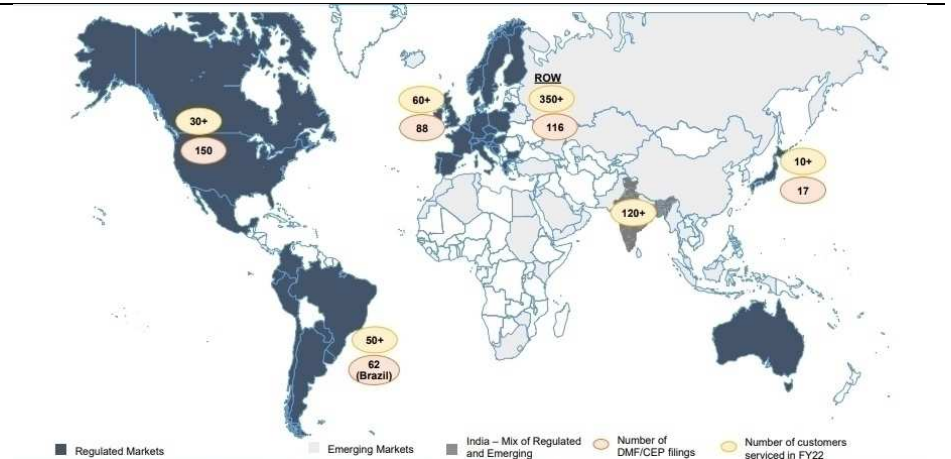 ROW
60+
350+
88
116
30+
150
10+
17
120+
50+
62
(Brazil)
Regulated Markets
Emerging Markets
India – Mix of Regulated
and Emerging
Number of
DMF/CEP filings
Number of customers
serviced in FY22